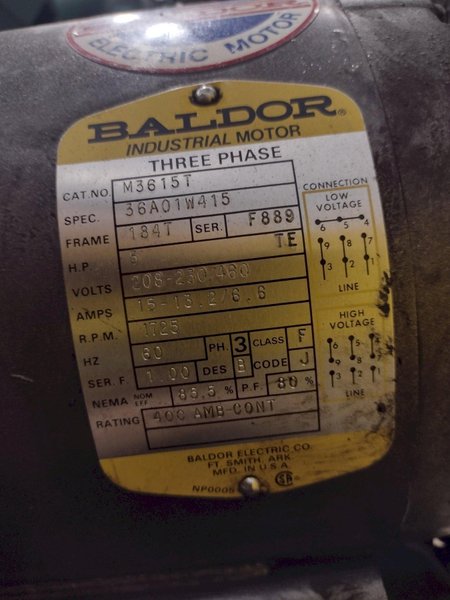 ELECTRIC MOTOR
BALDOR®
INDUSTRIAL MOTOR
THREE PHASE
CAT.NO. M3615T
SPEC. 36A01W415
FRAME 184T SER. F889
H.P. 5 TE
VOLTS 208-230/460
AMPS 15-13.2/6.6
R.P.M. 1725
HZ 60 PH. 3 CLASS F
SER. F. 1.00 DES B CODE J
NEMA NOM. EFF. % P.F. 80 %
RATING 40C AMB-CONT
CONNECTION
LOW
VOLTAGE
6 5 4
9 8 7
3 2 1
LINE
HIGH
VOLTAGE
6 5 4
9 8 7
3 2 1
LINE
BALDOR ELECTRIC CO.
FT. SMITH, ARK.
MFD. IN U.S.A.
NP0005